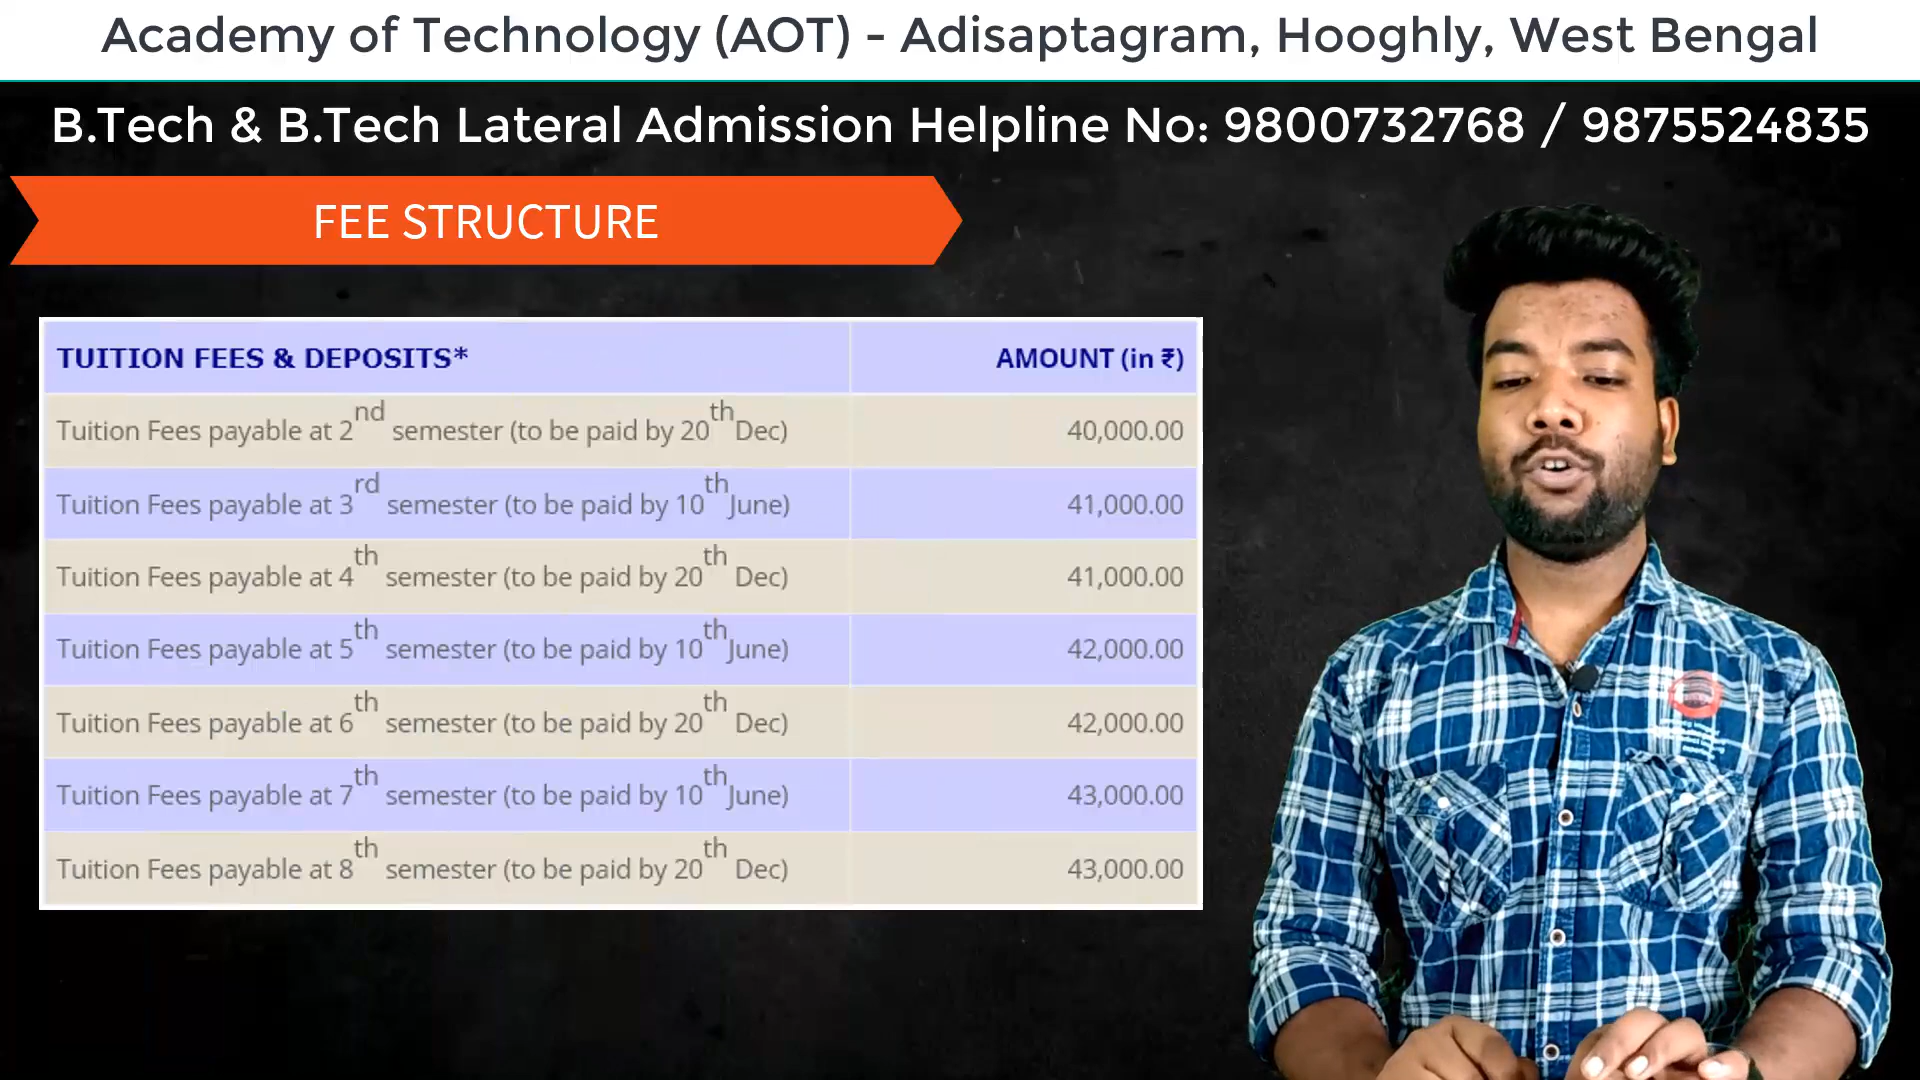 Academy of Technology (AOT) - Adisaptagram, Hooghly, West Bengal
B.Tech & B.Tech Lateral Admission Helpline No: 9800732768 / 9875524835
FEE STRUCTURE
TUITION FEES & DEPOSITS* AMOUNT (in ₹)
Tuition Fees payable at 2nd semester (to be paid by 20th Dec) 40,000.00
Tuition Fees payable at 3rd semester (to be paid by 10th June) 41,000.00
Tuition Fees payable at 4th semester (to be paid by 20th Dec) 41,000.00
Tuition Fees payable at 5th semester (to be paid by 10th June) 42,000.00
Tuition Fees payable at 6th semester (to be paid by 20th Dec) 42,000.00
Tuition Fees payable at 7th semester (to be paid by 10th June) 43,000.00
Tuition Fees payable at 8th semester (to be paid by 20th Dec) 43,000.00